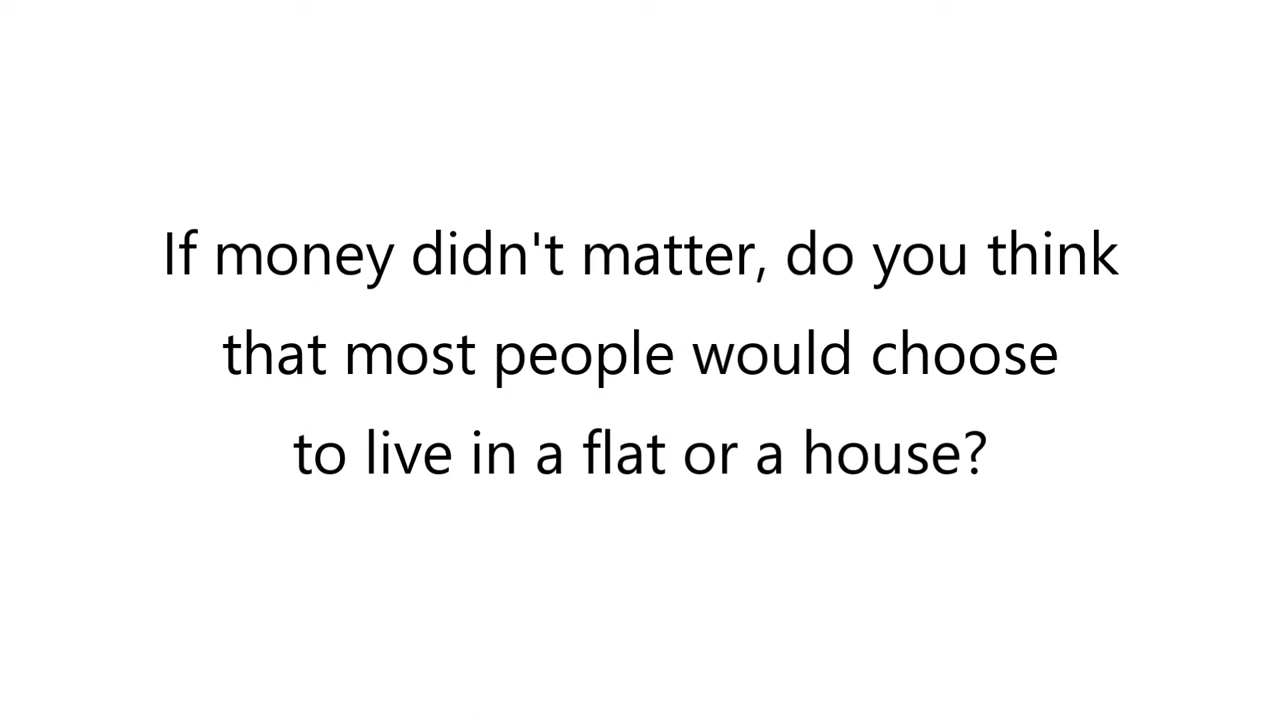 If money didn't matter, do you think
that most people would choose
to live in a flat or a house?